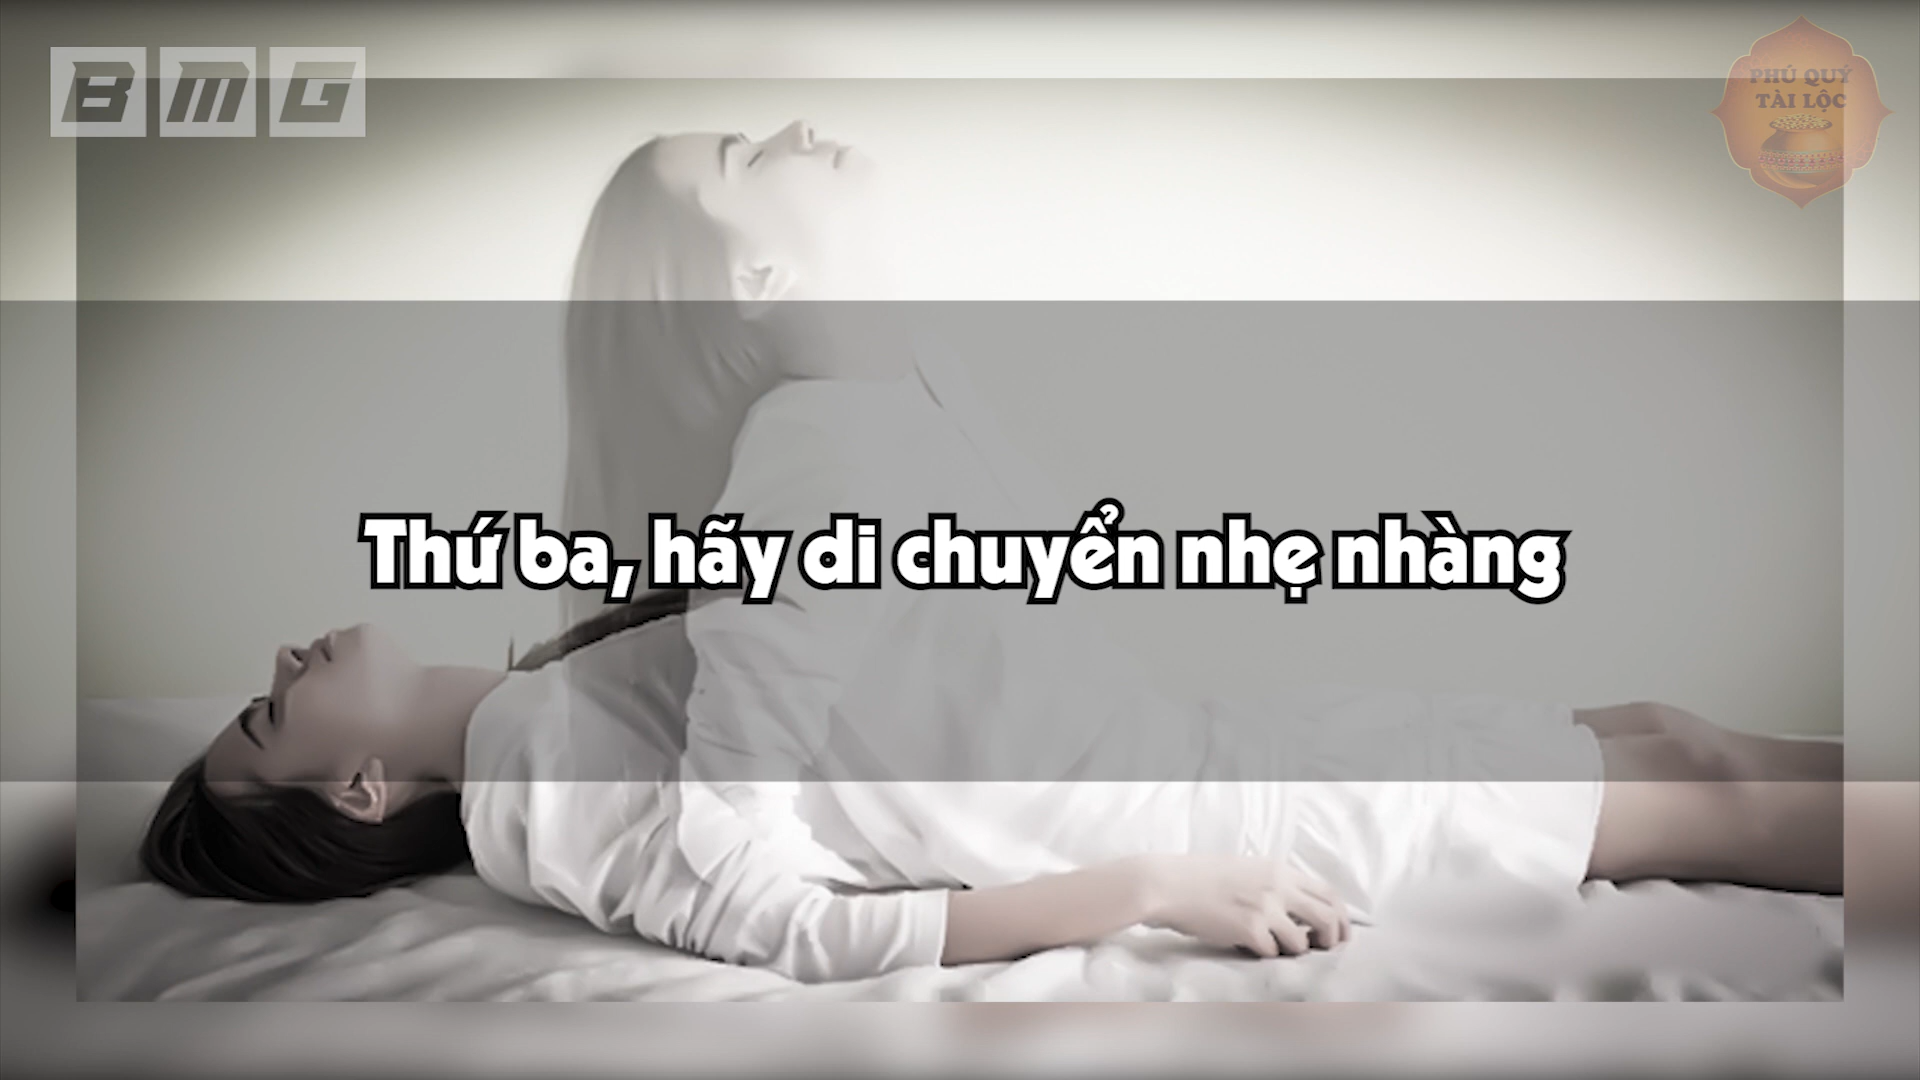 BMG
PHÚ QUÝ
TÀI LỘC
Thứ ba, hãy di chuyển nhẹ nhàng